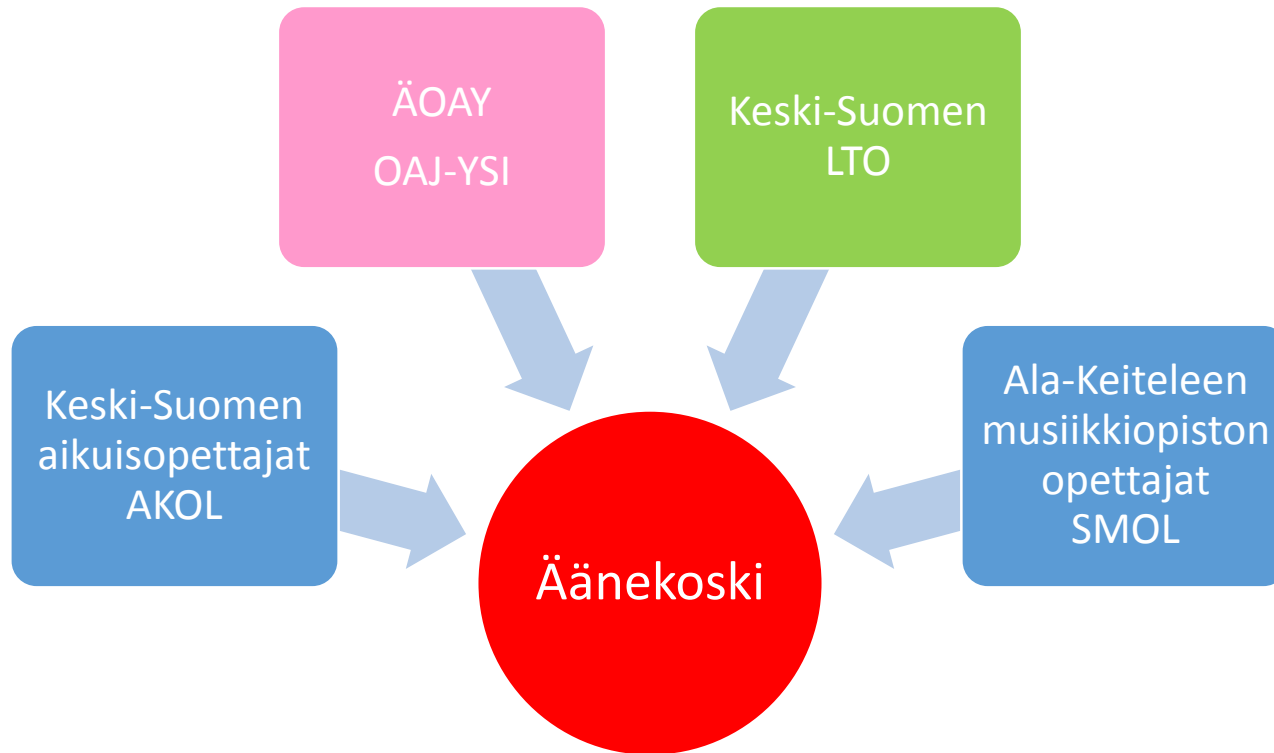 ÄOAY
OAJ-YSI
Keski-Suomen
LTO
Keski-Suomen
aikuisopettajat
AKOL
Ala-Keiteleen
musiikkiopiston
opettajat
SMOL
Äänekoski